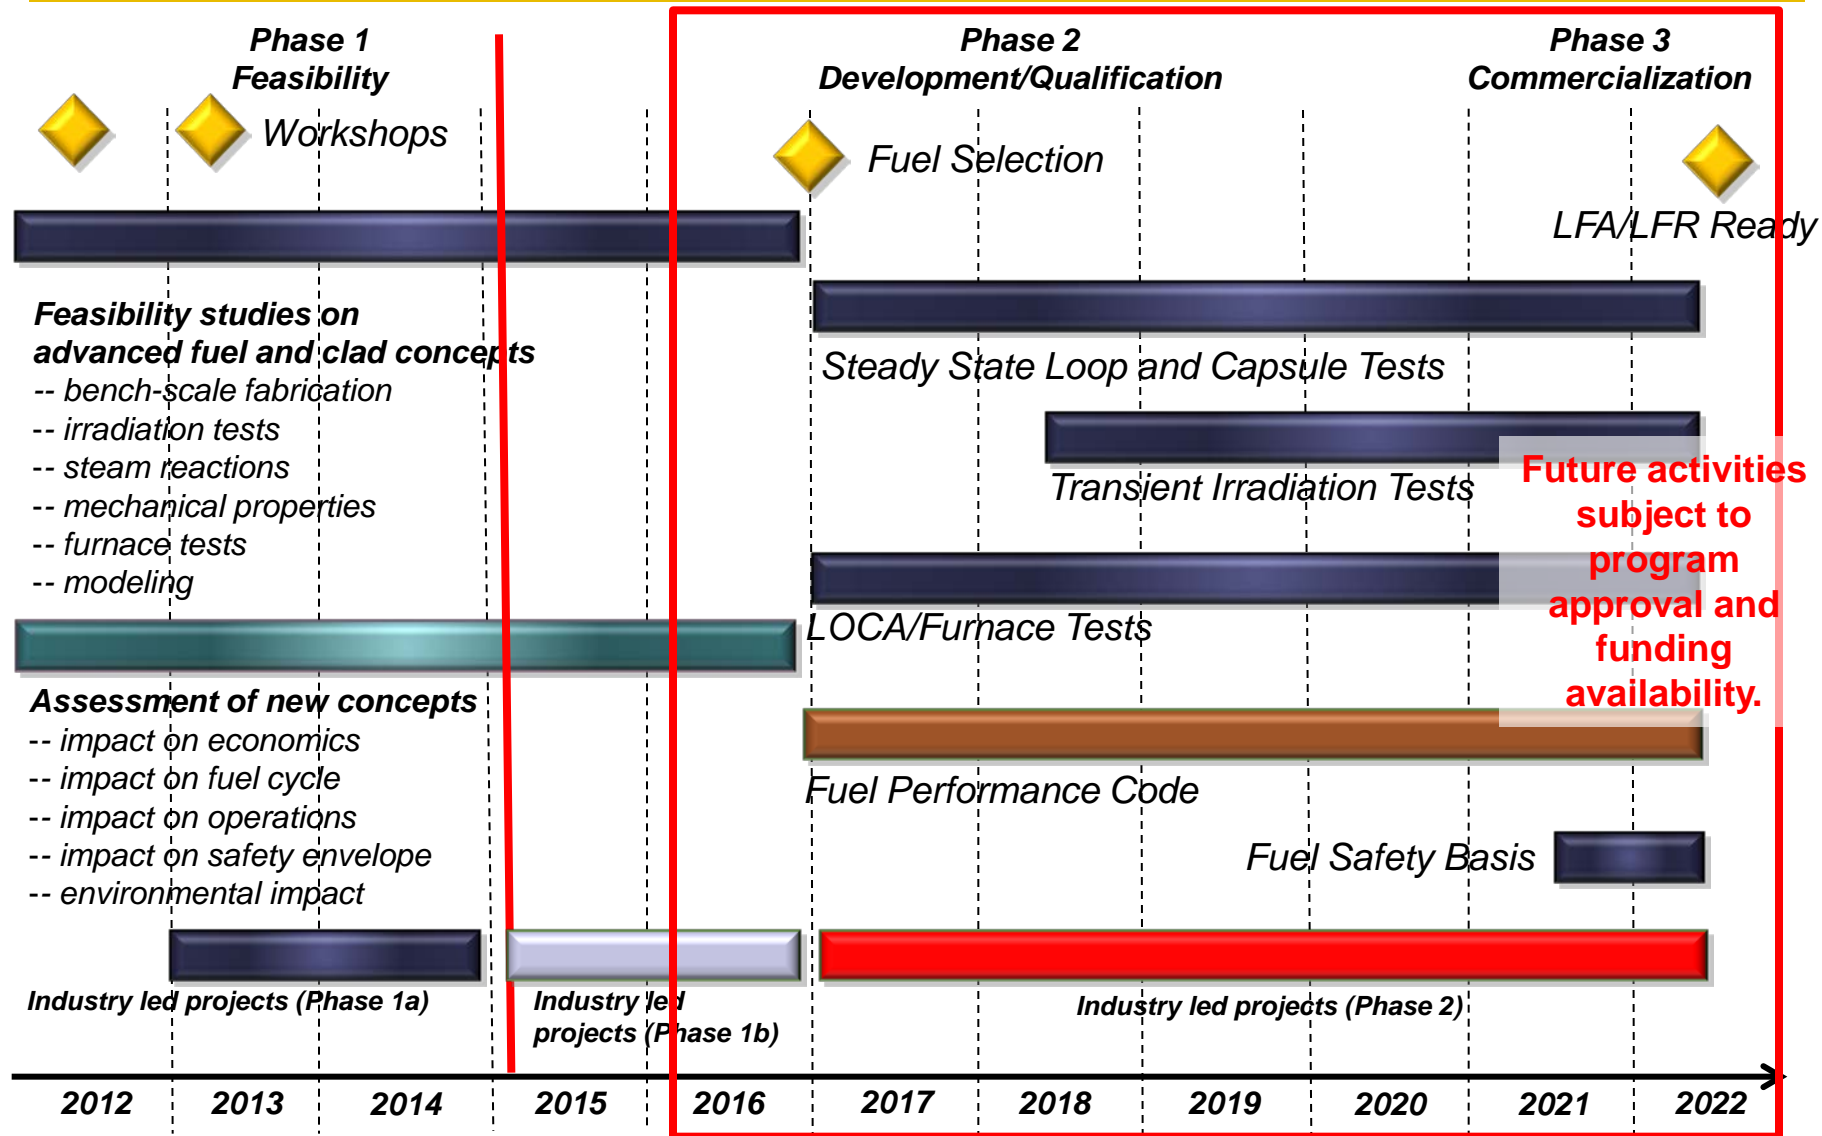 Phase 1
Feasibility
Phase 2
Development/Qualification
Phase 3
Commercialization
Workshops
Fuel Selection
LFA/LFR Ready
Feasibility studies on
advanced fuel and clad concepts
-- bench-scale fabrication
-- irradiation tests
-- steam reactions
-- mechanical properties
-- furnace tests
-- modeling
Steady State Loop and Capsule Tests
Transient Irradiation Tests
Future activities
subject to
program
approval and
funding
availability.
LOCA/Furnace Tests
Assessment of new concepts
-- impact on economics
-- impact on fuel cycle
-- impact on operations
-- impact on safety envelope
-- environmental impact
Fuel Performance Code
Fuel Safety Basis
Industry led projects (Phase 1a)
Industry led
projects (Phase 1b)
Industry led projects (Phase 2)
2012 2013 2014 2015 2016 2017 2018 2019 2020 2021 2022